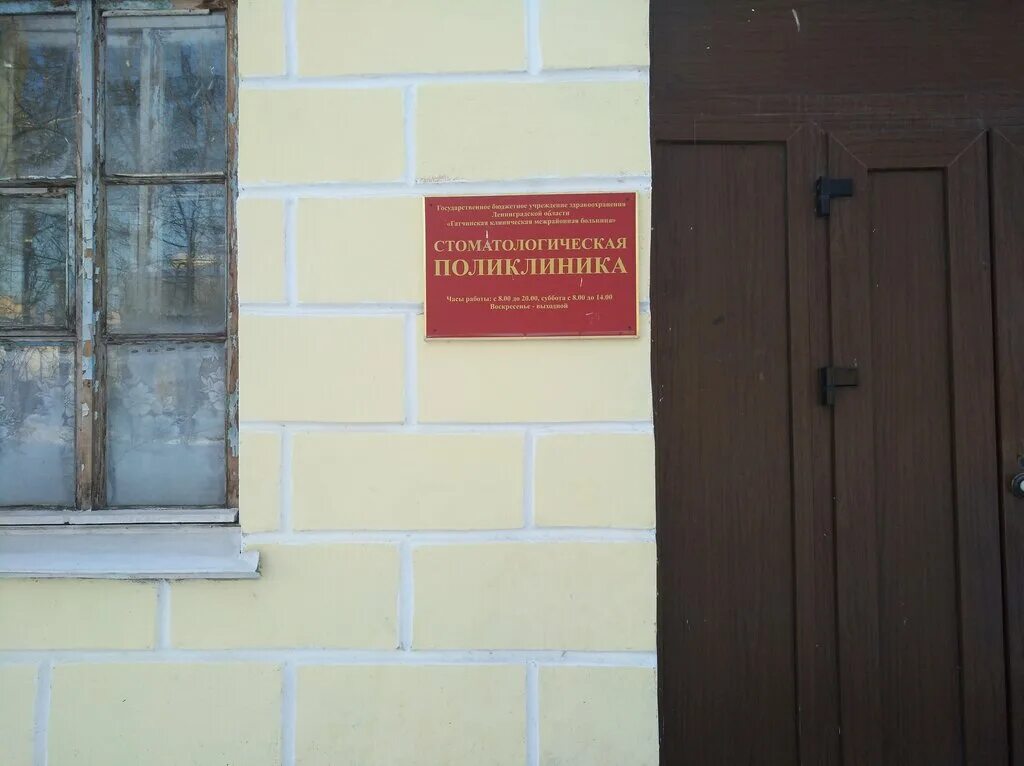 Государственное бюджетное учреждение здравоохранения
Ленинградской области
«Гатчинская клиническая межрайонная больница»
СТОМАТОЛОГИЧЕСКАЯ
ПОЛИКЛИНИКА
Часы работы: с 8.00 до 20.00, суббота с 8.00 до 14.00
Воскресенье - выходной